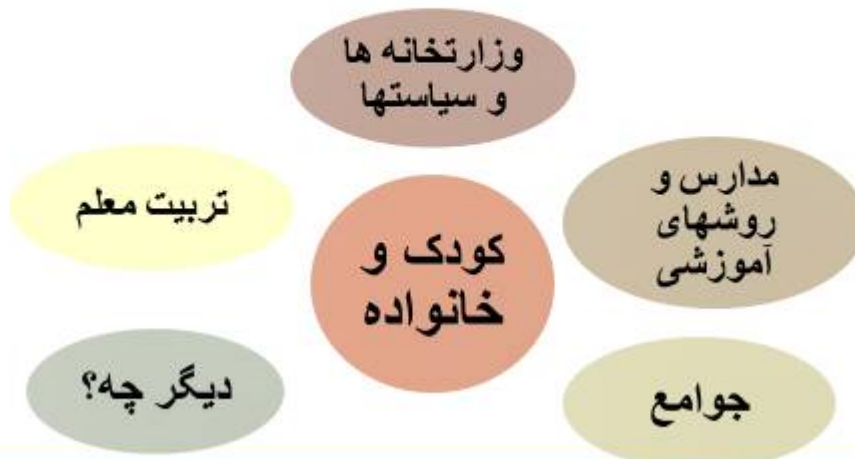 وزارتخانه ها
و سیاستها
مدارس و
روشهای
آموزشی
تربیت معلم
کودک و
خانواده
جوامع
دیگر چه؟